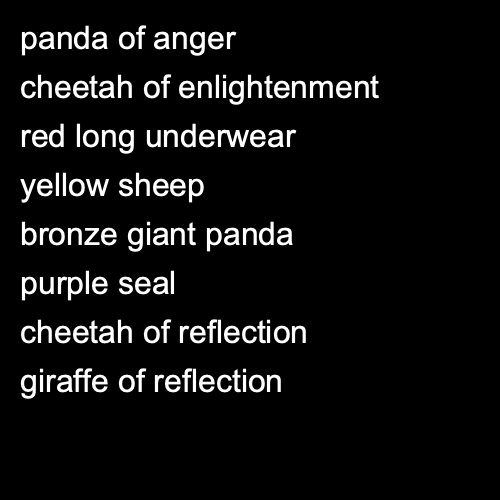 panda of anger
cheetah of enlightenment
red long underwear
yellow sheep
bronze giant panda
purple seal
cheetah of reflection
giraffe of reflection